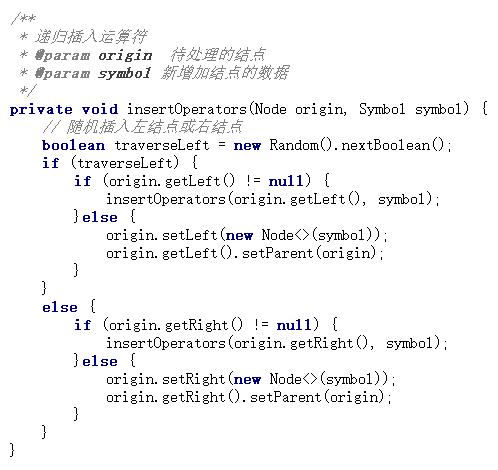 /**
 * 递归插入运算符
 * @param origin  待处理的结点
 * @param symbol 新增加结点的数据
 */
private void insertOperators(Node origin, Symbol symbol) {
    // 随机插入左结点或右结点
    boolean traverseLeft = new Random().nextBoolean();
    if (traverseLeft) {
        if (origin.getLeft() != null) {
            insertOperators(origin.getLeft(), symbol);
        }else {
            origin.setLeft(new Node<>(symbol));
            origin.getLeft().setParent(origin);
        }
    }
    else {
        if (origin.getRight() != null) {
            insertOperators(origin.getRight(), symbol);
        }else {
            origin.setRight(new Node<>(symbol));
            origin.getRight().setParent(origin);
        }
    }
}